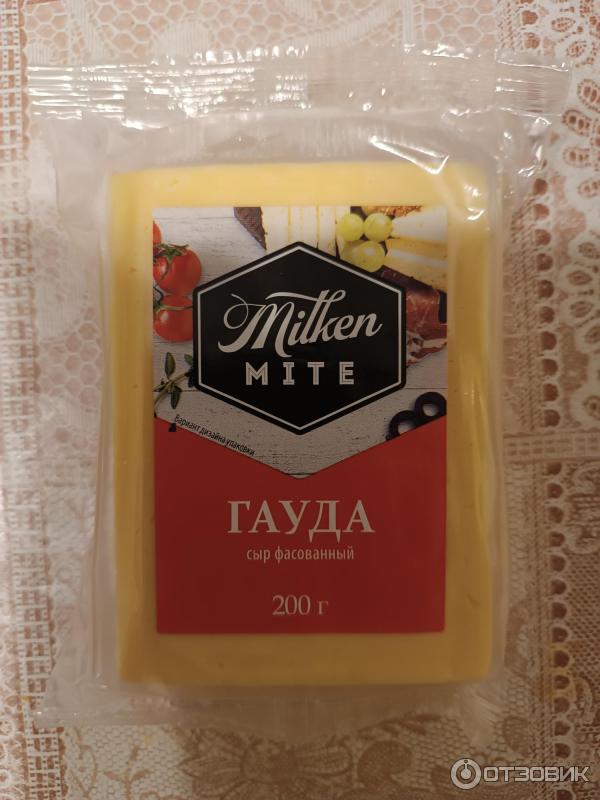 Milken
MITE
Вариант дизайна упаковки
ГАУДА
сыр фасованный
200 г
ОТЗОВИК